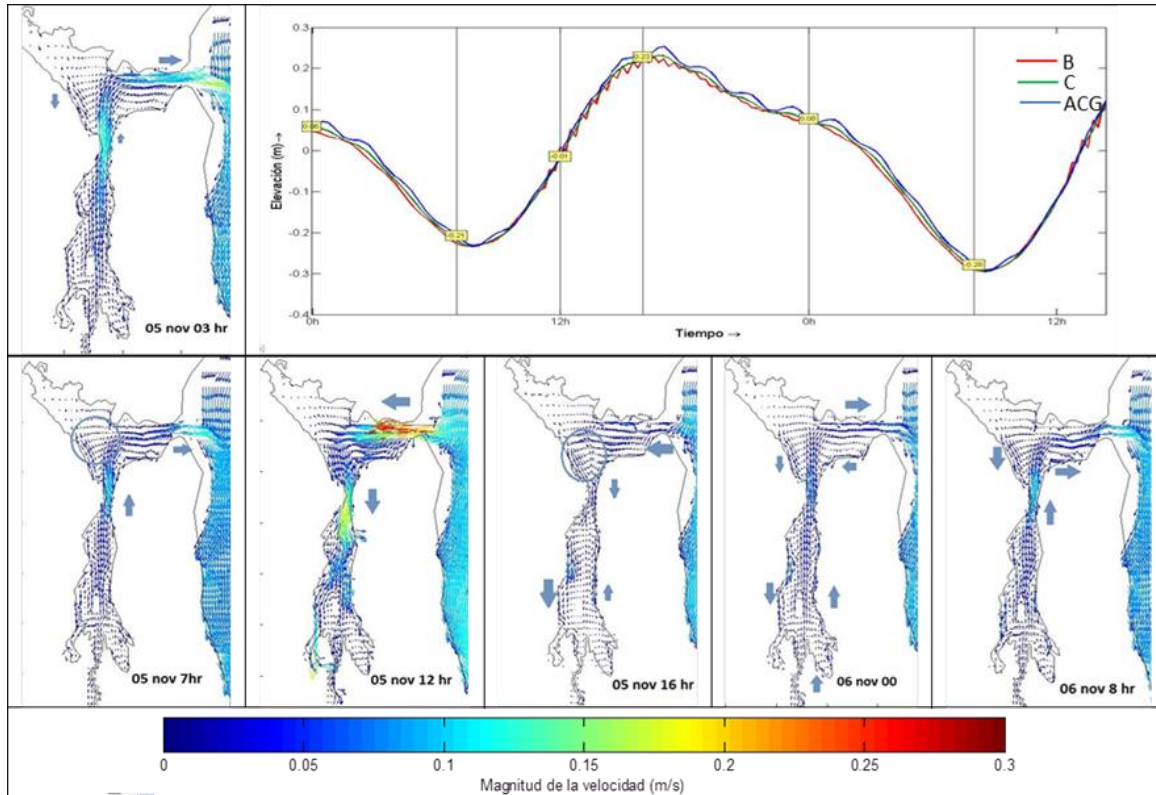 05 nov 03 hr
0.3
0.2
0.1
0
-0.1
-0.2
-0.3
-0.4
Elevación (m)→
0.06
-0.21
-0.01
0.23
0.08
-0.28
B
C
ACG
0h
12h
0h
12h
Tiempo →
05 nov 7hr
05 nov 12 hr
05 nov 16 hr
06 nov 00
06 nov 8 hr
0
0.05
0.1
0.15
0.2
0.25
0.3
Magnitud de la velocidad (m/s)